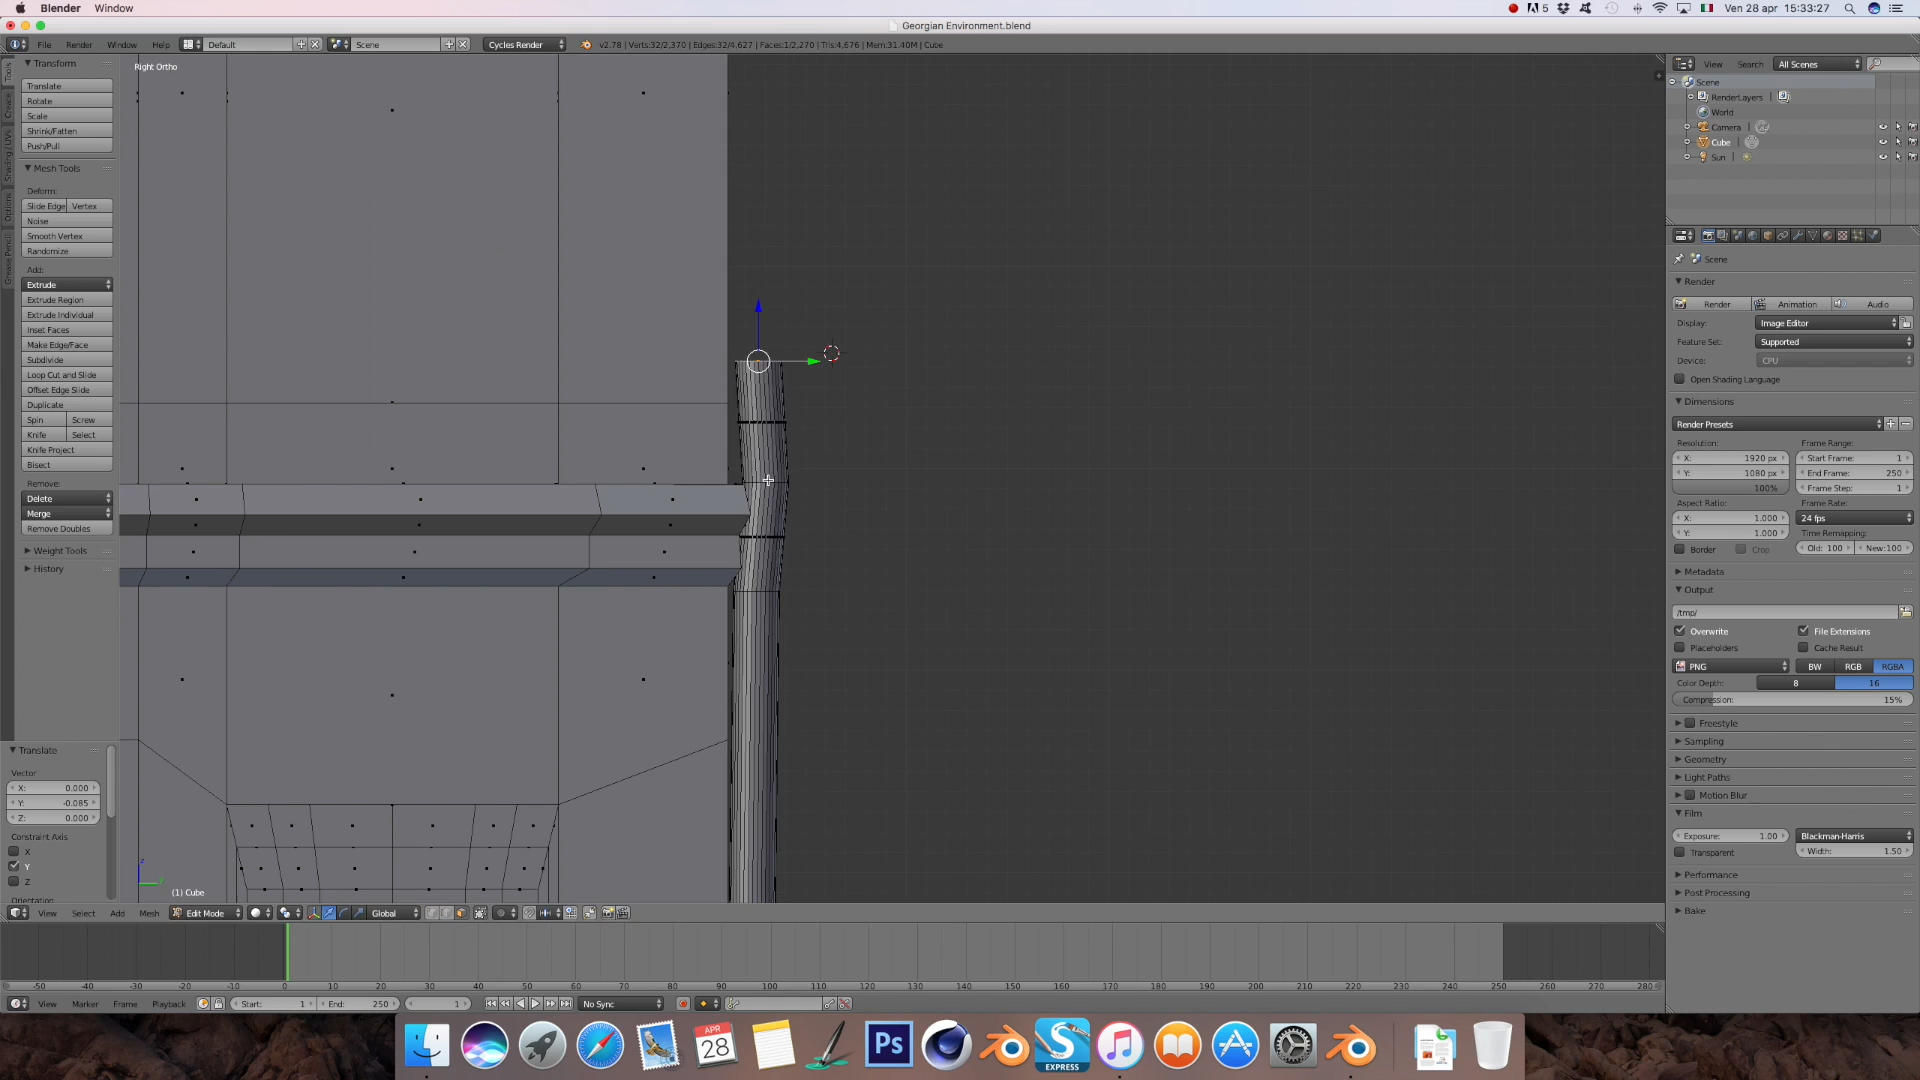 Blender Window
5 Ven 28 apr 15:33:27
Georgian Environment.blend
File Render Window Help Default Scene Cycles Render v2.78 | Verts:32/2,370 | Edges:32/4,627 | Faces:1/2,270 | Tris:4,676 | Mem:31.40M | Cube
Tools
Create
Shading / UVs
Options
Grease Pencil
Transform
Translate
Rotate
Scale
Shrink/Fatten
Push/Pull
Mesh Tools
Deform:
Slide Edge Vertex
Noise
Smooth Vertex
Randomize
Add:
Extrude
Extrude Region
Extrude Individual
Inset Faces
Make Edge/Face
Subdivide
Loop Cut and Slide
Offset Edge Slide
Duplicate
Spin Screw
Knife Select
Knife Project
Bisect
Remove:
Delete
Merge
Remove Doubles
Weight Tools
History
Translate
Vector
X: 0.000
Y: -0.085
Z: 0.000
Constraint Axis
X
Y
Z
Orientation
Right Ortho
z
(1) Cube
View Select Add Mesh Edit Mode Global
-50 -40 -30 -20 -10 0 10 20 30 40 50 60 70 80 90 100 110 120 130 140 150 160 170 180 190 200 210 220 230 240 250 260 270 280
View Marker Frame Playback Start: 1 End: 250 1 No Sync
View Search All Scenes
Scene
RenderLayers |
World
Camera |
Cube |
Sun |
Scene
Render
Render Animation Audio
Display: Image Editor
Feature Set: Supported
Device: CPU
Open Shading Language
Dimensions
Render Presets
Resolution: Frame Range:
X: 1920 px Start Frame: 1
Y: 1080 px End Frame: 250
100% Frame Step: 1
Aspect Ratio: Frame Rate:
X: 1.000 24 fps
Y: 1.000 Time Remapping:
Border Crop Old: 100 New:100
Metadata
Output
/tmp/
Overwrite File Extensions
Placeholders Cache Result
PNG BW RGB RGBA
Color Depth: 8 16
Compression: 15%
Freestyle
Sampling
Geometry
Light Paths
Motion Blur
Film
Exposure: 1.00 Blackman-Harris
Transparent Width: 1.50
Performance
Post Processing
Bake
APR
28
Ps
S
EXPRESS